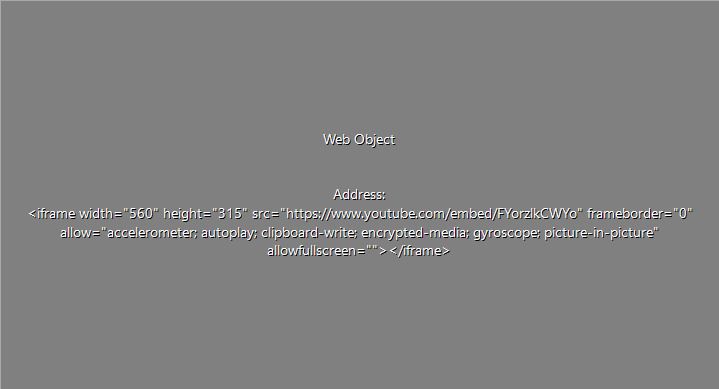 Web Object
Address:
<iframe width="560" height="315" src="https://www.youtube.com/embed/FYorzlkCWYo" frameborder="0"
allow="accelerometer; autoplay; clipboard-write; encrypted-media; gyroscope; picture-in-picture"
allowfullscreen=""></iframe>